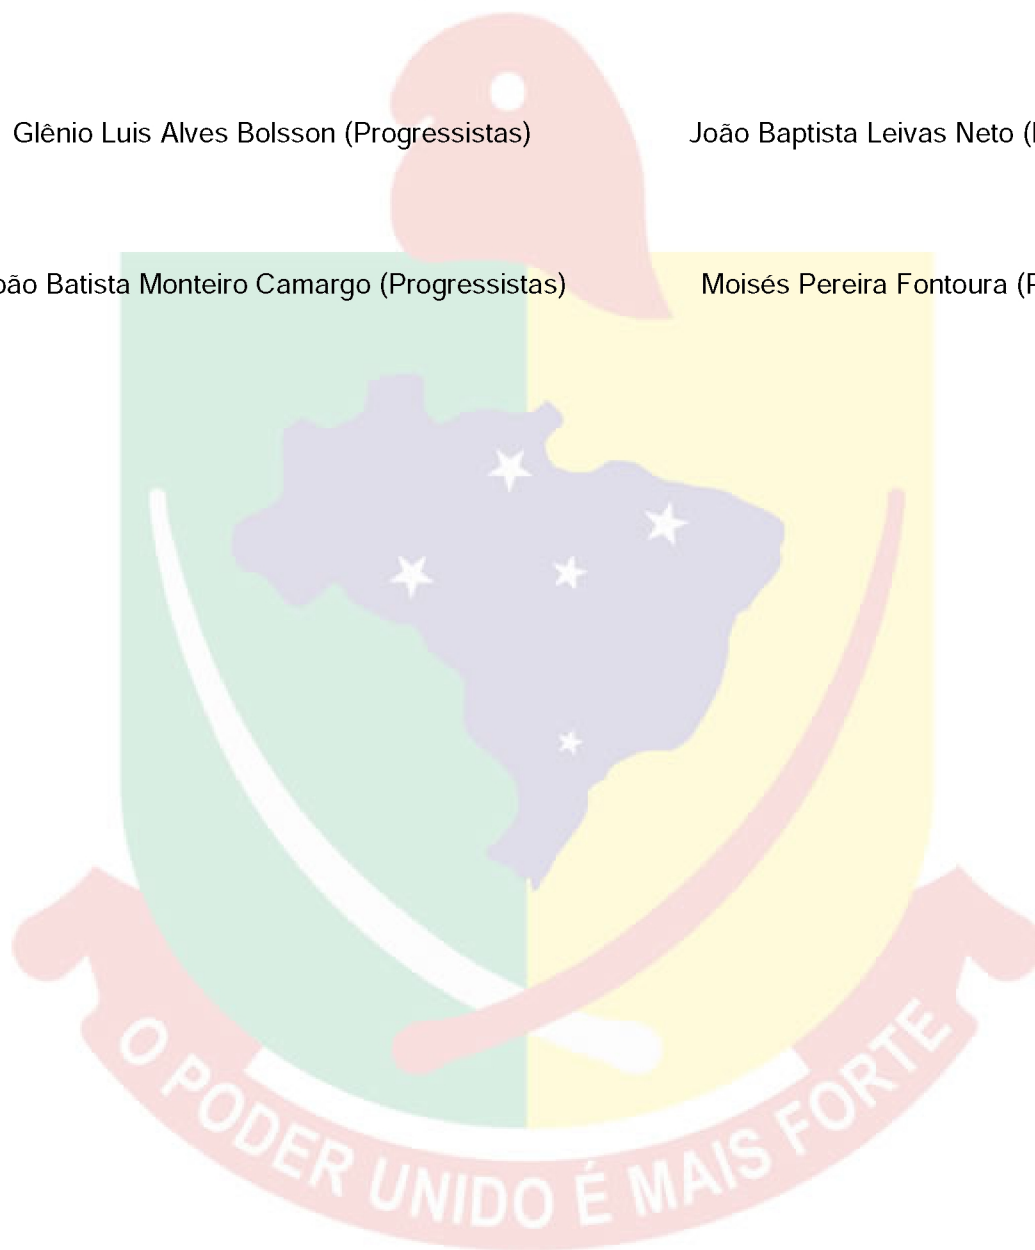 Glênio Luis Alves Bolsson (Progressistas) João Baptista Leivas Neto (
Batista Monteiro Camargo (Progressistas) Moisés Pereira Fontoura (P
O PODER UNIDO É MAIS FORTE